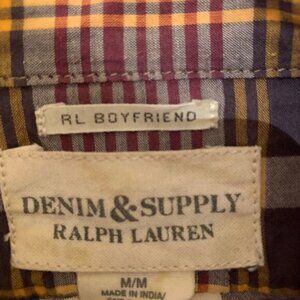 RL BOYFRIEND
DENIM & SUPPLY
RALPH LAUREN
M/M
MADE IN INDIA/